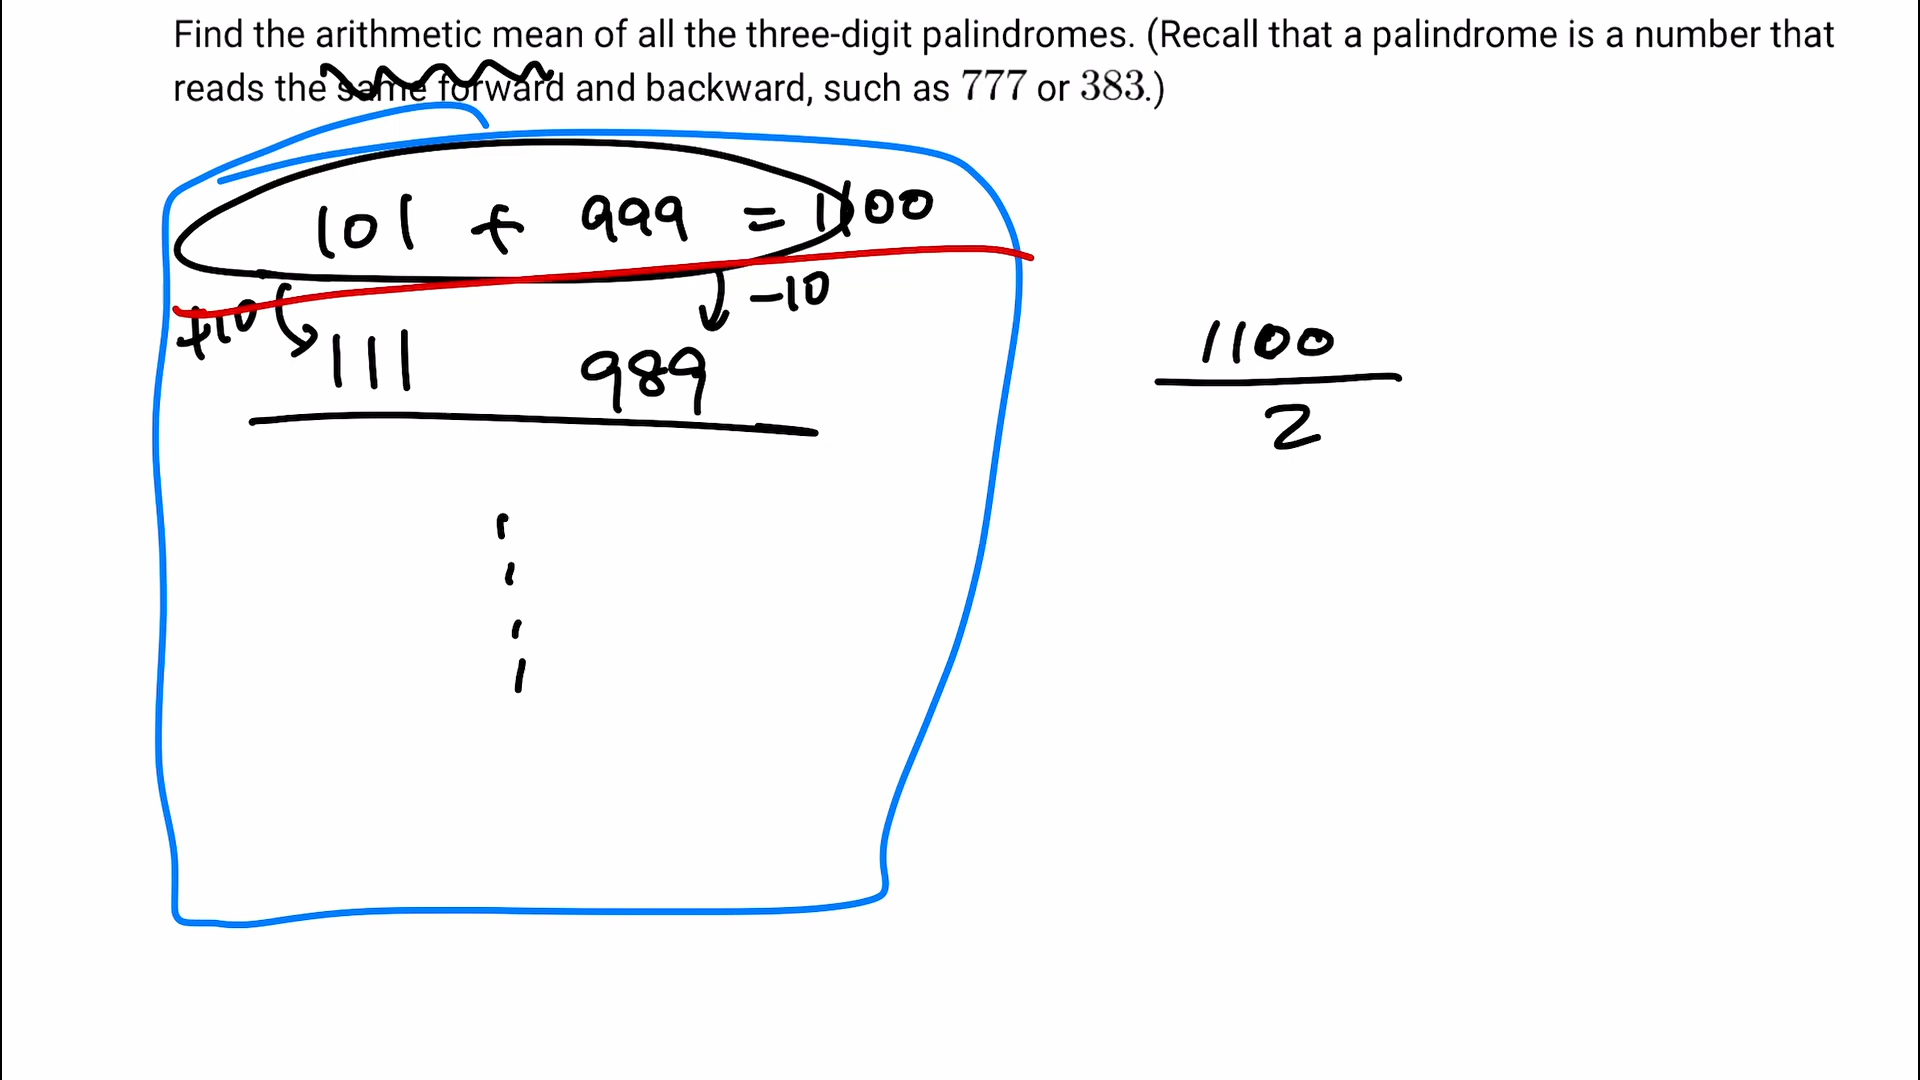 Find the arithmetic mean of all the three-digit palindromes. (Recall that a palindrome is a number that
reads the same forward and backward, such as 777 or 383.)
101 + 999 = 1100
+10 -10
111 989
1100
2